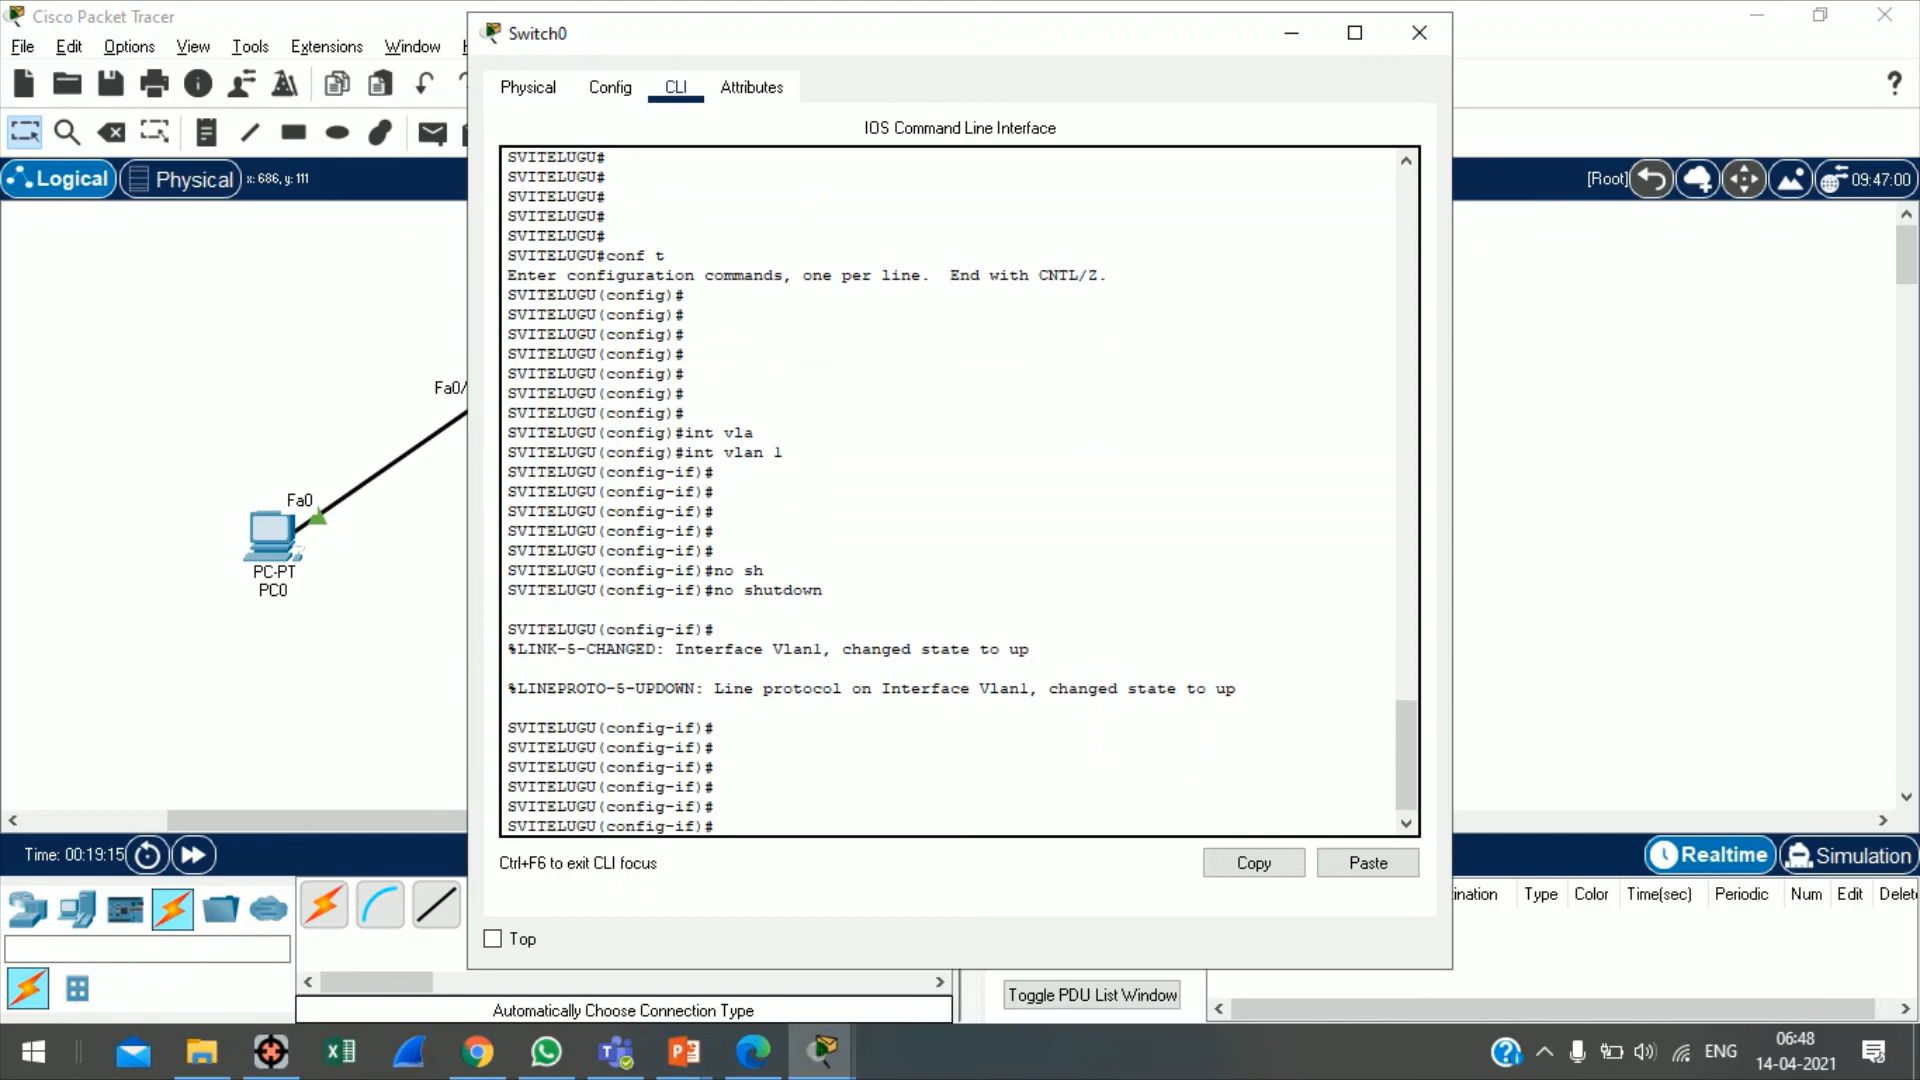 Cisco Packet Tracer
File Edit Options View Tools Extensions Window
Logical Physical x: 686, y: 111
[Root] 09:47:00
Fa0/
Fa0
PC-PT
PC0
Switch0
Physical Config CLI Attributes
IOS Command Line Interface
SVITELUGU#
SVITELUGU#
SVITELUGU#
SVITELUGU#
SVITELUGU#
SVITELUGU#conf t
Enter configuration commands, one per line.  End with CNTL/Z.
SVITELUGU(config)#
SVITELUGU(config)#
SVITELUGU(config)#
SVITELUGU(config)#
SVITELUGU(config)#
SVITELUGU(config)#
SVITELUGU(config)#
SVITELUGU(config)#int vla
SVITELUGU(config)#int vlan 1
SVITELUGU(config-if)#
SVITELUGU(config-if)#
SVITELUGU(config-if)#
SVITELUGU(config-if)#
SVITELUGU(config-if)#
SVITELUGU(config-if)#no sh
SVITELUGU(config-if)#no shutdown
SVITELUGU(config-if)#
%LINK-5-CHANGED: Interface Vlan1, changed state to up
%LINEPROTO-5-UPDOWN: Line protocol on Interface Vlan1, changed state to up
SVITELUGU(config-if)#
SVITELUGU(config-if)#
SVITELUGU(config-if)#
SVITELUGU(config-if)#
SVITELUGU(config-if)#
SVITELUGU(config-if)#
Ctrl+F6 to exit CLI focus
Copy Paste
Top
Time: 00:19:15
Realtime Simulation
ination Type Color Time(sec) Periodic Num Edit Delet
Toggle PDU List Window
Automatically Choose Connection Type
ENG
06:48
14-04-2021